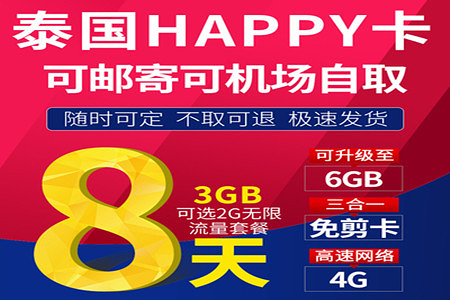 泰国HAPPY卡
可邮寄可机场自取
随时可定 不取可退 极速发货
8天
3GB
可选2G无限
流量套餐
可升级至
6GB
三合一
免剪卡
高速网络
4G